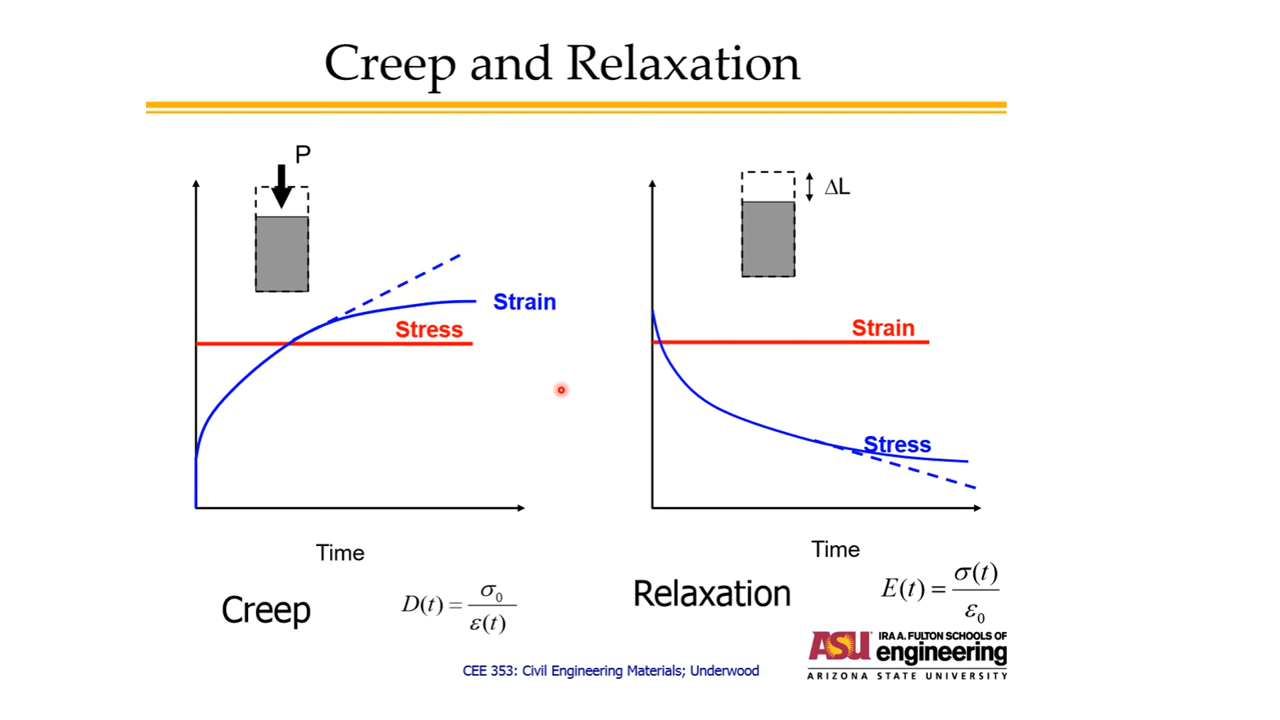 Creep and Relaxation
P
Strain
Stress
Time
Creep
D(t) = σ₀ / ε(t)
ΔL
Strain
Stress
Time
Relaxation
E(t) = σ(t) / ε₀
ASU IRA A. FULTON SCHOOLS OF
engineering
ARIZONA STATE UNIVERSITY
CEE 353: Civil Engineering Materials; Underwood